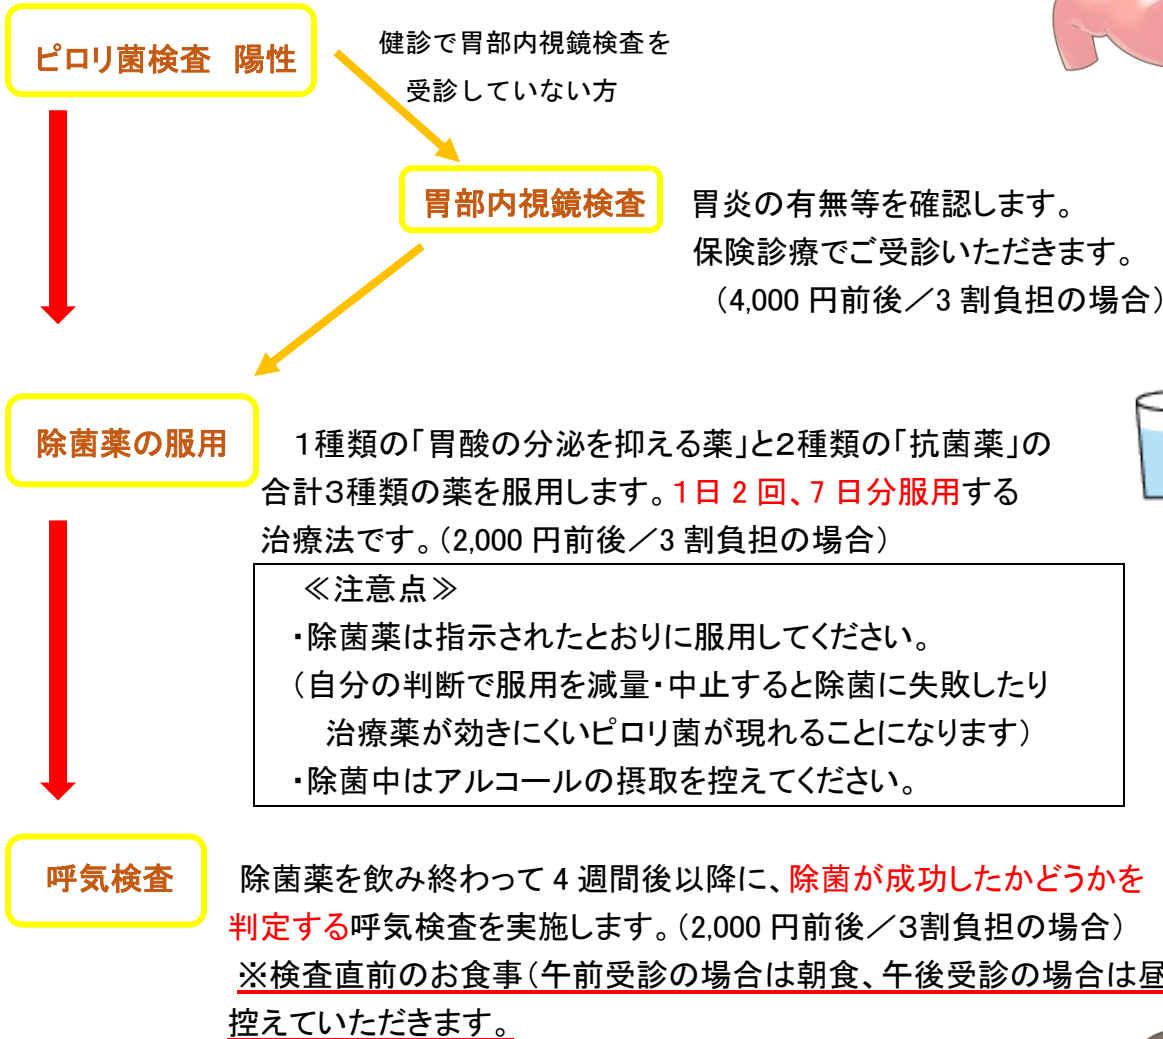 ピロリ菌検査　陽性
健診で胃部内視鏡検査を
受診していない方
胃部内視鏡検査
胃炎の有無等を確認します。
保険診療でご受診いただきます。
（4,000 円前後／3 割負担の場合）
除菌薬の服用
１種類の「胃酸の分泌を抑える薬」と２種類の「抗菌薬」の
合計３種類の薬を服用します。１日 2 回、7 日分服用する
治療法です。（2,000 円前後／3 割負担の場合）
≪注意点≫
・除菌薬は指示されたとおりに服用してください。
（自分の判断で服用を減量・中止すると除菌に失敗したり
治療薬が効きにくいピロリ菌が現れることになります）
・除菌中はアルコールの摂取を控えてください。
呼気検査
除菌薬を飲み終わって 4 週間後以降に、除菌が成功したかどうかを
判定する呼気検査を実施します。（2,000 円前後／３割負担の場合）
※検査直前のお食事（午前受診の場合は朝食、午後受診の場合は昼
控えていただきます。